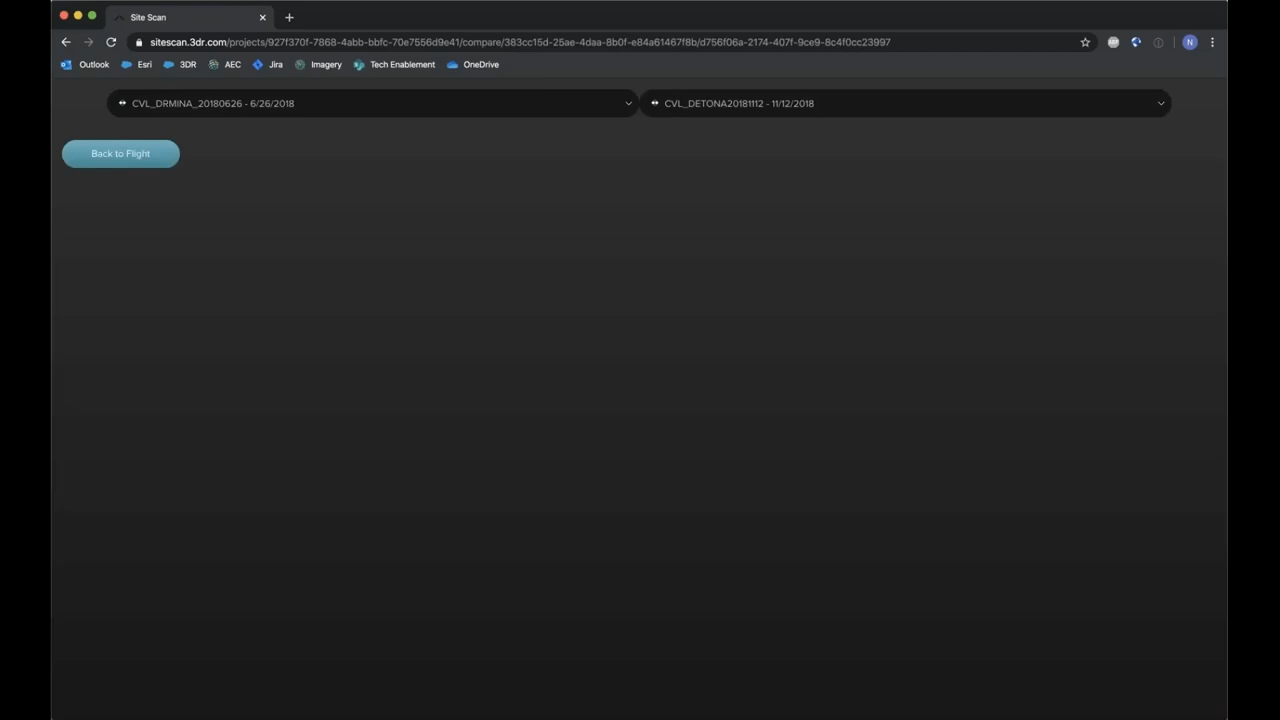 Site Scan
sitescan.3dr.com/projects/927f370f-7868-4abb-bbfc-70e7556d9e41/compare/383cc15d-25ae-4daa-8b0f-e84a61467f8b/d756f06a-2174-407f-9ce9-8c4f0cc23997
N
Outlook Esri 3DR AEC Jira Imagery Tech Enablement OneDrive
CVL_DRMINA_20180626 - 6/26/2018 CVL_DETONA20181112 - 11/12/2018
Back to Flight